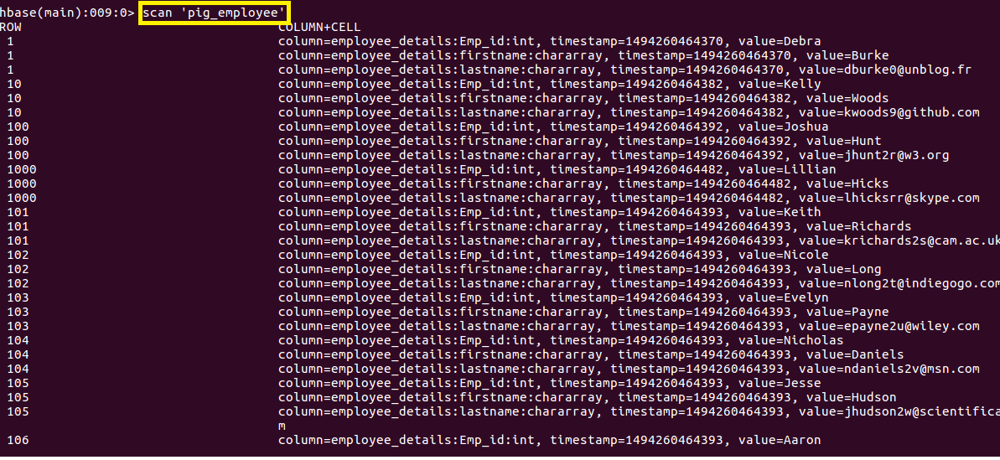 hbase(main):009:0> scan 'pig_employee'
ROW COLUMN+CELL
1 column=employee_details:Emp_id:int, timestamp=1494260464370, value=Debra
1 column=employee_details:firstname:chararray, timestamp=1494260464370, value=Burke
1 column=employee_details:lastname:chararray, timestamp=1494260464370, value=dburke0@unblog.fr
10 column=employee_details:Emp_id:int, timestamp=1494260464382, value=Kelly
10 column=employee_details:firstname:chararray, timestamp=1494260464382, value=Woods
10 column=employee_details:lastname:chararray, timestamp=1494260464382, value=kwoods9@github.com
100 column=employee_details:Emp_id:int, timestamp=1494260464392, value=Joshua
100 column=employee_details:firstname:chararray, timestamp=1494260464392, value=Hunt
100 column=employee_details:lastname:chararray, timestamp=1494260464392, value=jhunt2r@w3.org
1000 column=employee_details:Emp_id:int, timestamp=1494260464482, value=Lillian
1000 column=employee_details:firstname:chararray, timestamp=1494260464482, value=Hicks
1000 column=employee_details:lastname:chararray, timestamp=1494260464482, value=lhicksrr@skype.com
101 column=employee_details:Emp_id:int, timestamp=1494260464393, value=Keith
101 column=employee_details:firstname:chararray, timestamp=1494260464393, value=Richards
101 column=employee_details:lastname:chararray, timestamp=1494260464393, value=krichards2s@cam.ac.uk
102 column=employee_details:Emp_id:int, timestamp=1494260464393, value=Nicole
102 column=employee_details:firstname:chararray, timestamp=1494260464393, value=Long
102 column=employee_details:lastname:chararray, timestamp=1494260464393, value=nlong2t@indiegogo.com
103 column=employee_details:Emp_id:int, timestamp=1494260464393, value=Evelyn
103 column=employee_details:firstname:chararray, timestamp=1494260464393, value=Payne
103 column=employee_details:lastname:chararray, timestamp=1494260464393, value=epayne2u@wiley.com
104 column=employee_details:Emp_id:int, timestamp=1494260464393, value=Nicholas
104 column=employee_details:firstname:chararray, timestamp=1494260464393, value=Daniels
104 column=employee_details:lastname:chararray, timestamp=1494260464393, value=ndaniels2v@msn.com
105 column=employee_details:Emp_id:int, timestamp=1494260464393, value=Jesse
105 column=employee_details:firstname:chararray, timestamp=1494260464393, value=Hudson
105 column=employee_details:lastname:chararray, timestamp=1494260464393, value=jhudson2w@scientifica
m
106 column=employee_details:Emp_id:int, timestamp=1494260464393, value=Aaron